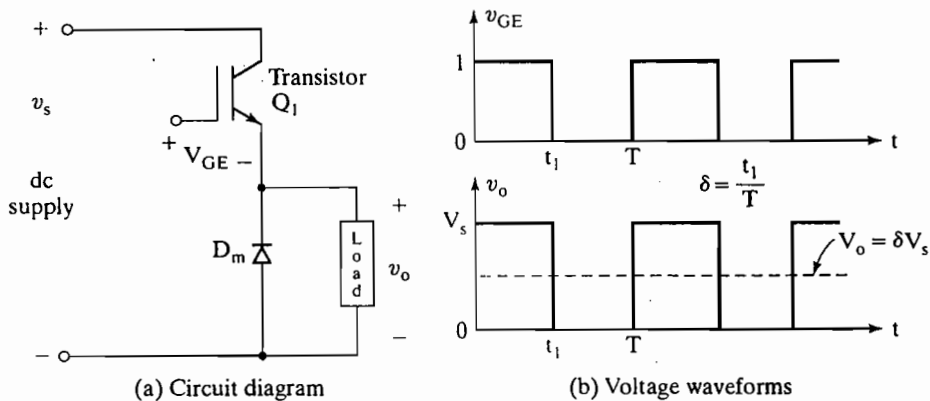 +
v_s
dc
supply
−
Transistor
Q_1
+
V_GE −
D_m
Load
+
v_o
−
(a) Circuit diagram
v_GE
1
0
t_1
T
t
δ = t_1/T
v_o
V_s
V_o = δV_s
0
t_1
T
t
(b) Voltage waveforms